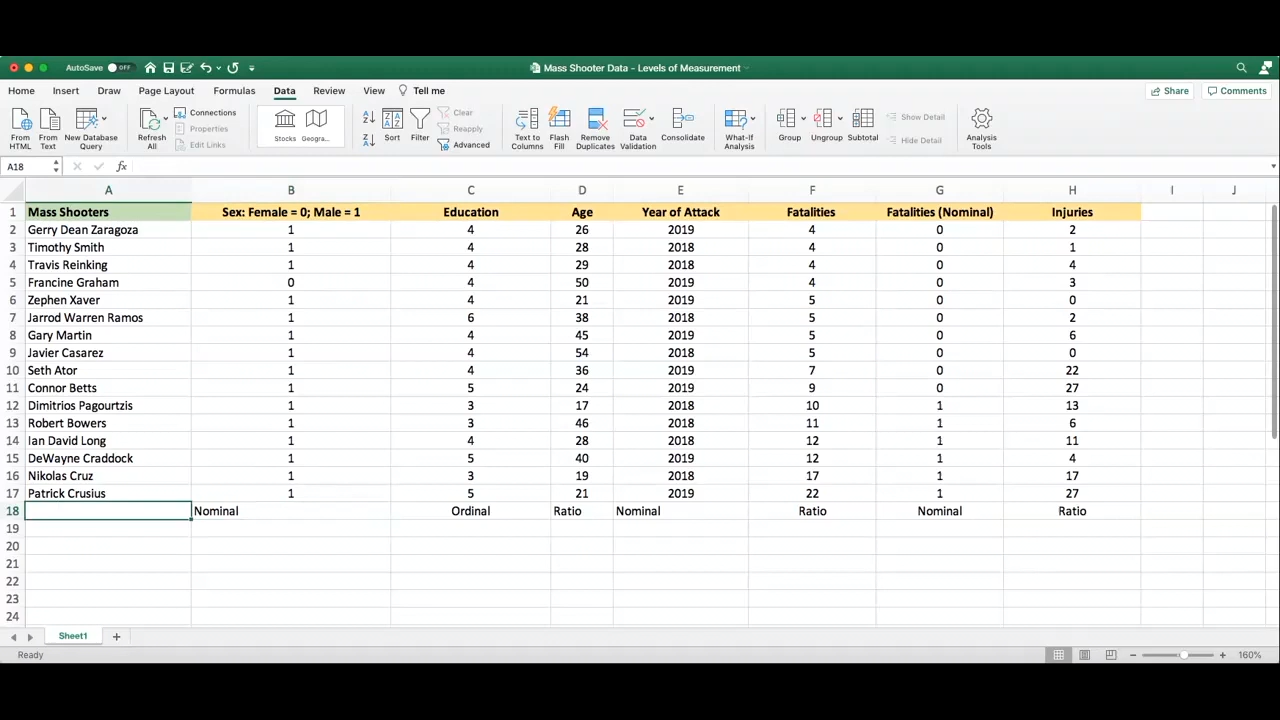 AutoSave OFF Mass Shooter Data - Levels of Measurement
Home Insert Draw Page Layout Formulas Data Review View Tell me Share Comments
From HTML From Text New Database Query Refresh All Connections Properties Edit Links Stocks Geogra... Sort Filter Clear Reapply Advanced Text to Columns Flash Fill Remove Duplicates Data Validation Consolidate What-If Analysis Group Ungroup Subtotal Show Detail Hide Detail Analysis Tools
A18 fx
A B C D E F G H I J
1 Mass Shooters Sex: Female = 0; Male = 1 Education Age Year of Attack Fatalities Fatalities (Nominal) Injuries
2 Gerry Dean Zaragoza 1 4 26 2019 4 0 2
3 Timothy Smith 1 4 28 2018 4 0 1
4 Travis Reinking 1 4 29 2018 4 0 4
5 Francine Graham 0 4 50 2019 4 0 3
6 Zephen Xaver 1 4 21 2019 5 0 0
7 Jarrod Warren Ramos 1 6 38 2018 5 0 2
8 Gary Martin 1 4 45 2019 5 0 6
9 Javier Casarez 1 4 54 2018 5 0 0
10 Seth Ator 1 4 36 2019 7 0 22
11 Connor Betts 1 5 24 2019 9 0 27
12 Dimitrios Pagourtzis 1 3 17 2018 10 1 13
13 Robert Bowers 1 3 46 2018 11 1 6
14 Ian David Long 1 4 28 2018 12 1 11
15 DeWayne Craddock 1 5 40 2019 12 1 4
16 Nikolas Cruz 1 3 19 2018 17 1 17
17 Patrick Crusius 1 5 21 2019 22 1 27
18 Nominal Ordinal Ratio Nominal Ratio Nominal Ratio
19
20
21
22
23
24
Sheet1
Ready 160%